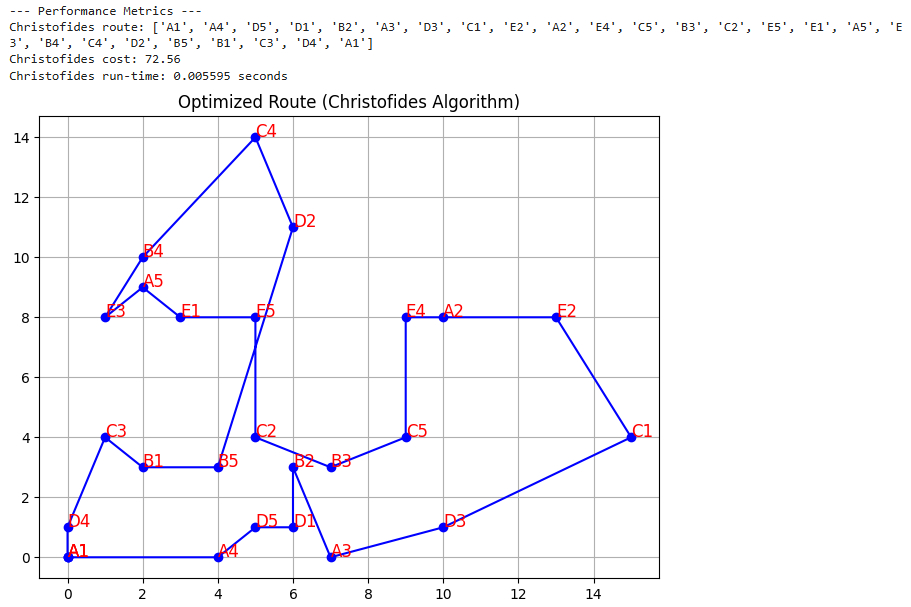 --- Performance Metrics ---
Christofides route: ['A1', 'A4', 'D5', 'D1', 'B2', 'A3', 'D3', 'C1', 'E2', 'A2', 'E4', 'C5', 'B3', 'C2', 'E5', 'E1', 'A5', 'E
3', 'B4', 'C4', 'D2', 'B5', 'B1', 'C3', 'D4', 'A1']
Christofides cost: 72.56
Christofides run-time: 0.005595 seconds
Optimized Route (Christofides Algorithm)
14
C4
12
D2
10
B4
A5
8
E3
E1
E5
E4
A2
E2
6
4
C3
C2
C5
C1
B1
B5
B2
B3
2
D4
D5
D1
D3
0
A1
A4
A3
0 2 4 6 8 10 12 14